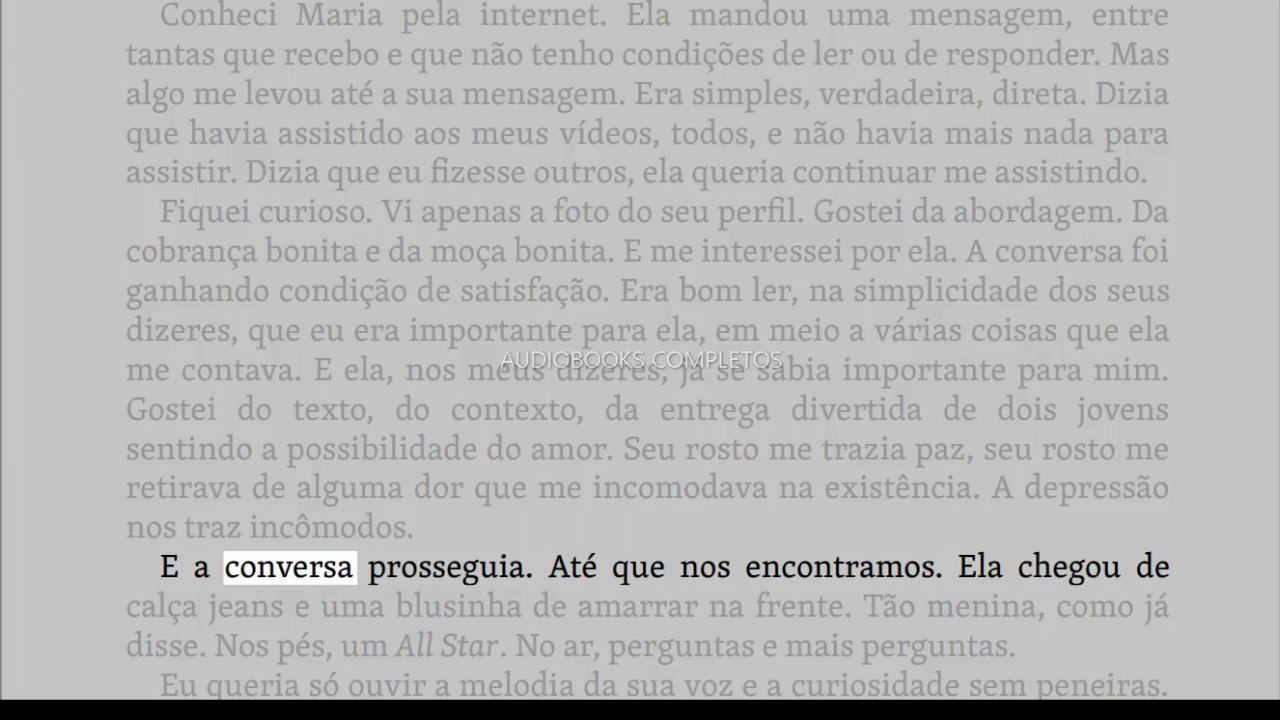 Conheci Maria pela internet. Ela mandou uma mensagem, entre
tantas que recebo e que não tenho condições de ler ou de responder. Mas
algo me levou até a sua mensagem. Era simples, verdadeira, direta. Dizia
que havia assistido aos meus vídeos, todos, e não havia mais nada para
assistir. Dizia que eu fizesse outros, ela queria continuar me assistindo.
Fiquei curioso. Vi apenas a foto do seu perfil. Gostei da abordagem. Da
cobrança bonita e da moça bonita. E me interessei por ela. A conversa foi
ganhando condição de satisfação. Era bom ler, na simplicidade dos seus
dizeres, que eu era importante para ela, em meio a várias coisas que ela
AUDIOBOOKS COMPLETOS
me contava. E ela, nos meus dizeres, já se sabia importante para mim.
Gostei do texto, do contexto, da entrega divertida de dois jovens
sentindo a possibilidade do amor. Seu rosto me trazia paz, seu rosto me
retirava de alguma dor que me incomodava na existência. A depressão
nos traz incômodos.
E a conversa prosseguia. Até que nos encontramos. Ela chegou de
calça jeans e uma blusinha de amarrar na frente. Tão menina, como já
disse. Nos pés, um All Star. No ar, perguntas e mais perguntas.
Eu queria só ouvir a melodia da sua voz e a curiosidade sem peneiras.